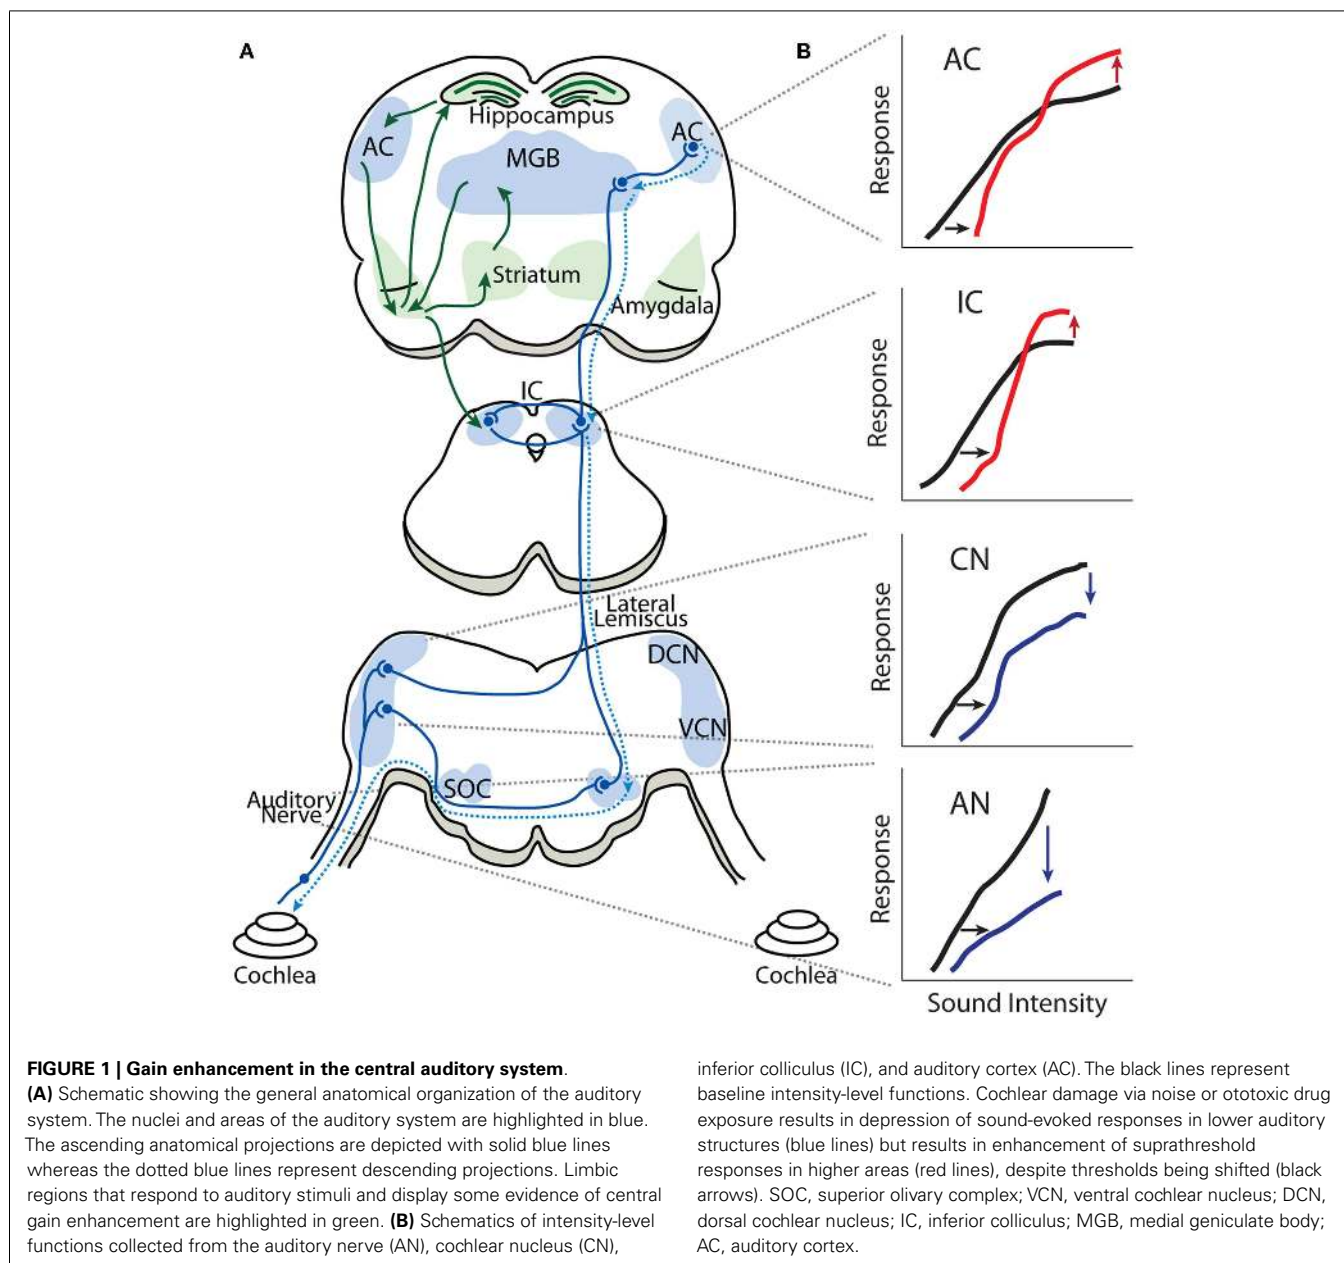 A
B
Hippocampus
AC
AC
MGB
Striatum
Amygdala
IC
Lateral
Lemiscus
DCN
VCN
SOC
Auditory
Nerve
Cochlea
Cochlea
AC
Response
IC
Response
CN
Response
AN
Response
Sound Intensity
FIGURE 1 | Gain enhancement in the central auditory system.
(A) Schematic showing the general anatomical organization of the auditory
system. The nuclei and areas of the auditory system are highlighted in blue.
The ascending anatomical projections are depicted with solid blue lines
whereas the dotted blue lines represent descending projections. Limbic
regions that respond to auditory stimuli and display some evidence of central
gain enhancement are highlighted in green. (B) Schematics of intensity-level
functions collected from the auditory nerve (AN), cochlear nucleus (CN),
inferior colliculus (IC), and auditory cortex (AC). The black lines represent
baseline intensity-level functions. Cochlear damage via noise or ototoxic drug
exposure results in depression of sound-evoked responses in lower auditory
structures (blue lines) but results in enhancement of suprathreshold
responses in higher areas (red lines), despite thresholds being shifted (black
arrows). SOC, superior olivary complex; VCN, ventral cochlear nucleus; DCN,
dorsal cochlear nucleus; IC, inferior colliculus; MGB, medial geniculate body;
AC, auditory cortex.